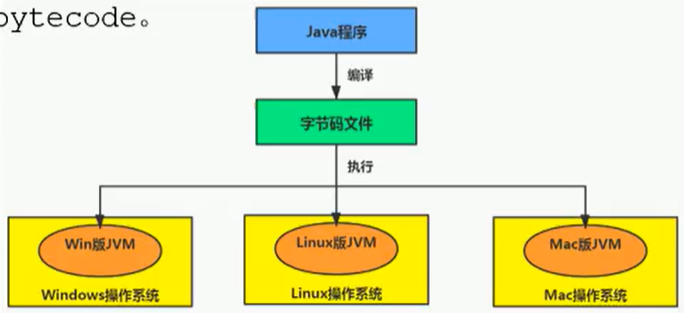 bytecode。
Java程序
编译
字节码文件
执行
Win版JVM
Windows操作系统
Linux版JVM
Linux操作系统
Mac版JVM
Mac操作系统